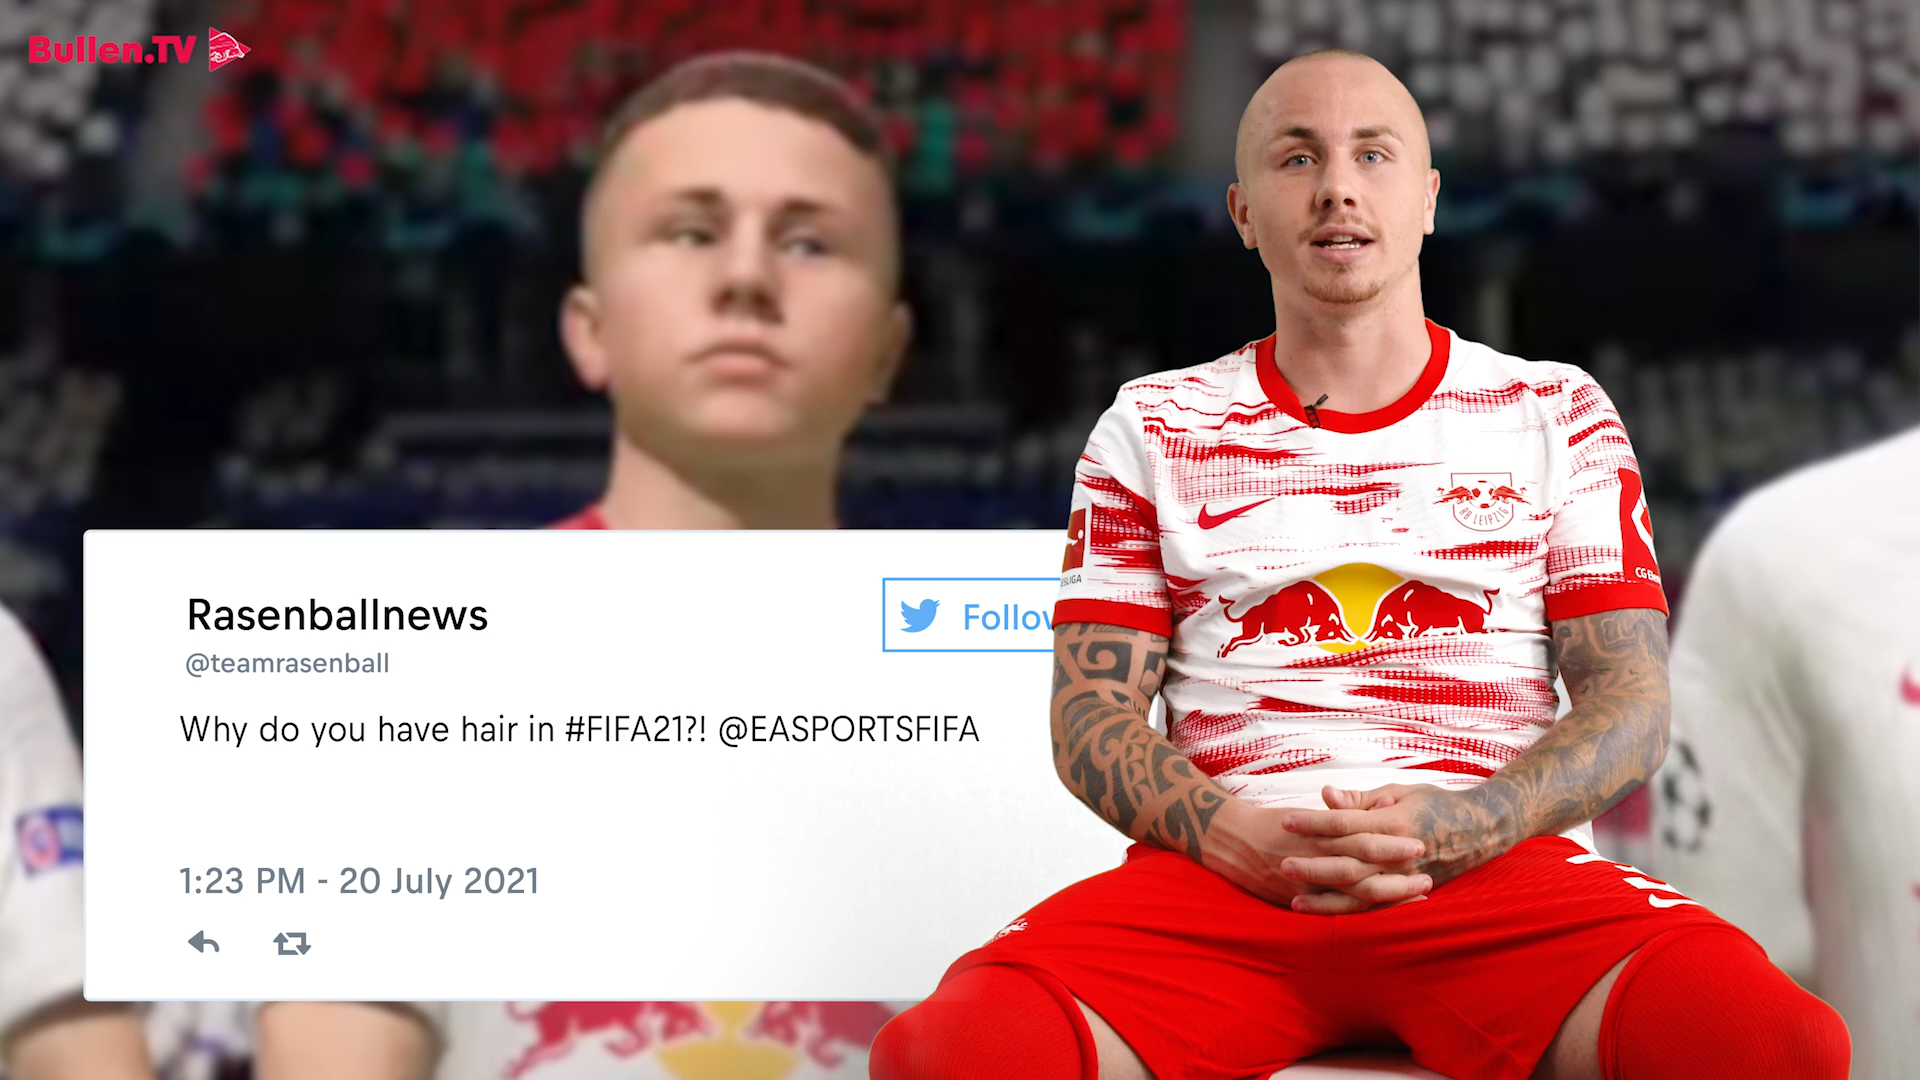 Bullen.TV
Rasenballnews
Follow
@teamrasenball
Why do you have hair in #FIFA21?! @EASPORTSFIFA
1:23 PM - 20 July 2021
RB LEIPZIG